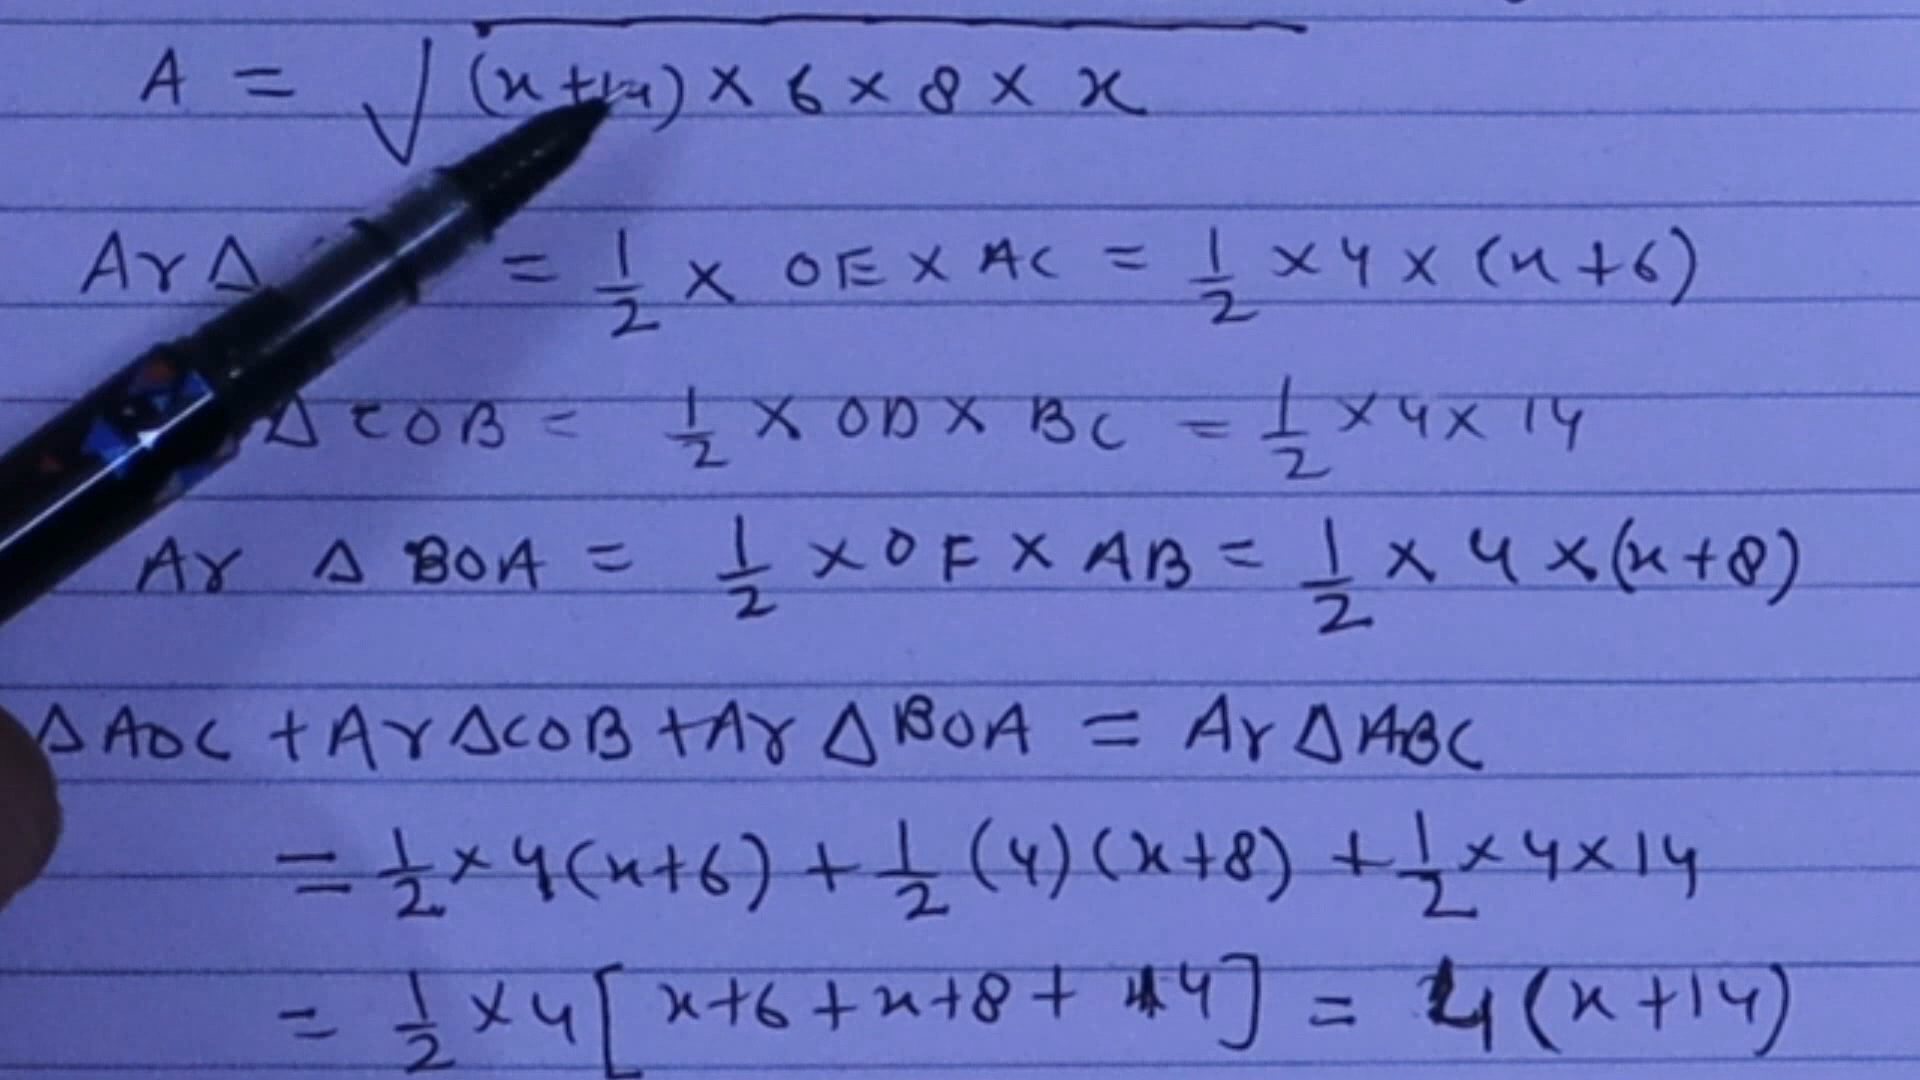 A = √(x+14) × 6 × 8 × x
Ar Δ = 1/2 × OE × AC = 1/2 × 4 × (x+6)
Δ COB = 1/2 × OD × BC = 1/2 × 4 × 14
Ar Δ BOA = 1/2 × OF × AB = 1/2 × 4 × (x+8)
Δ AOC + Ar Δ COB + Ar Δ BOA = Ar Δ ABC
= 1/2 × 4(x+6) + 1/2 (4)(x+8) + 1/2 × 4 × 14
= 1/2 × 4[x+6+x+8+14] = 4(x+14)